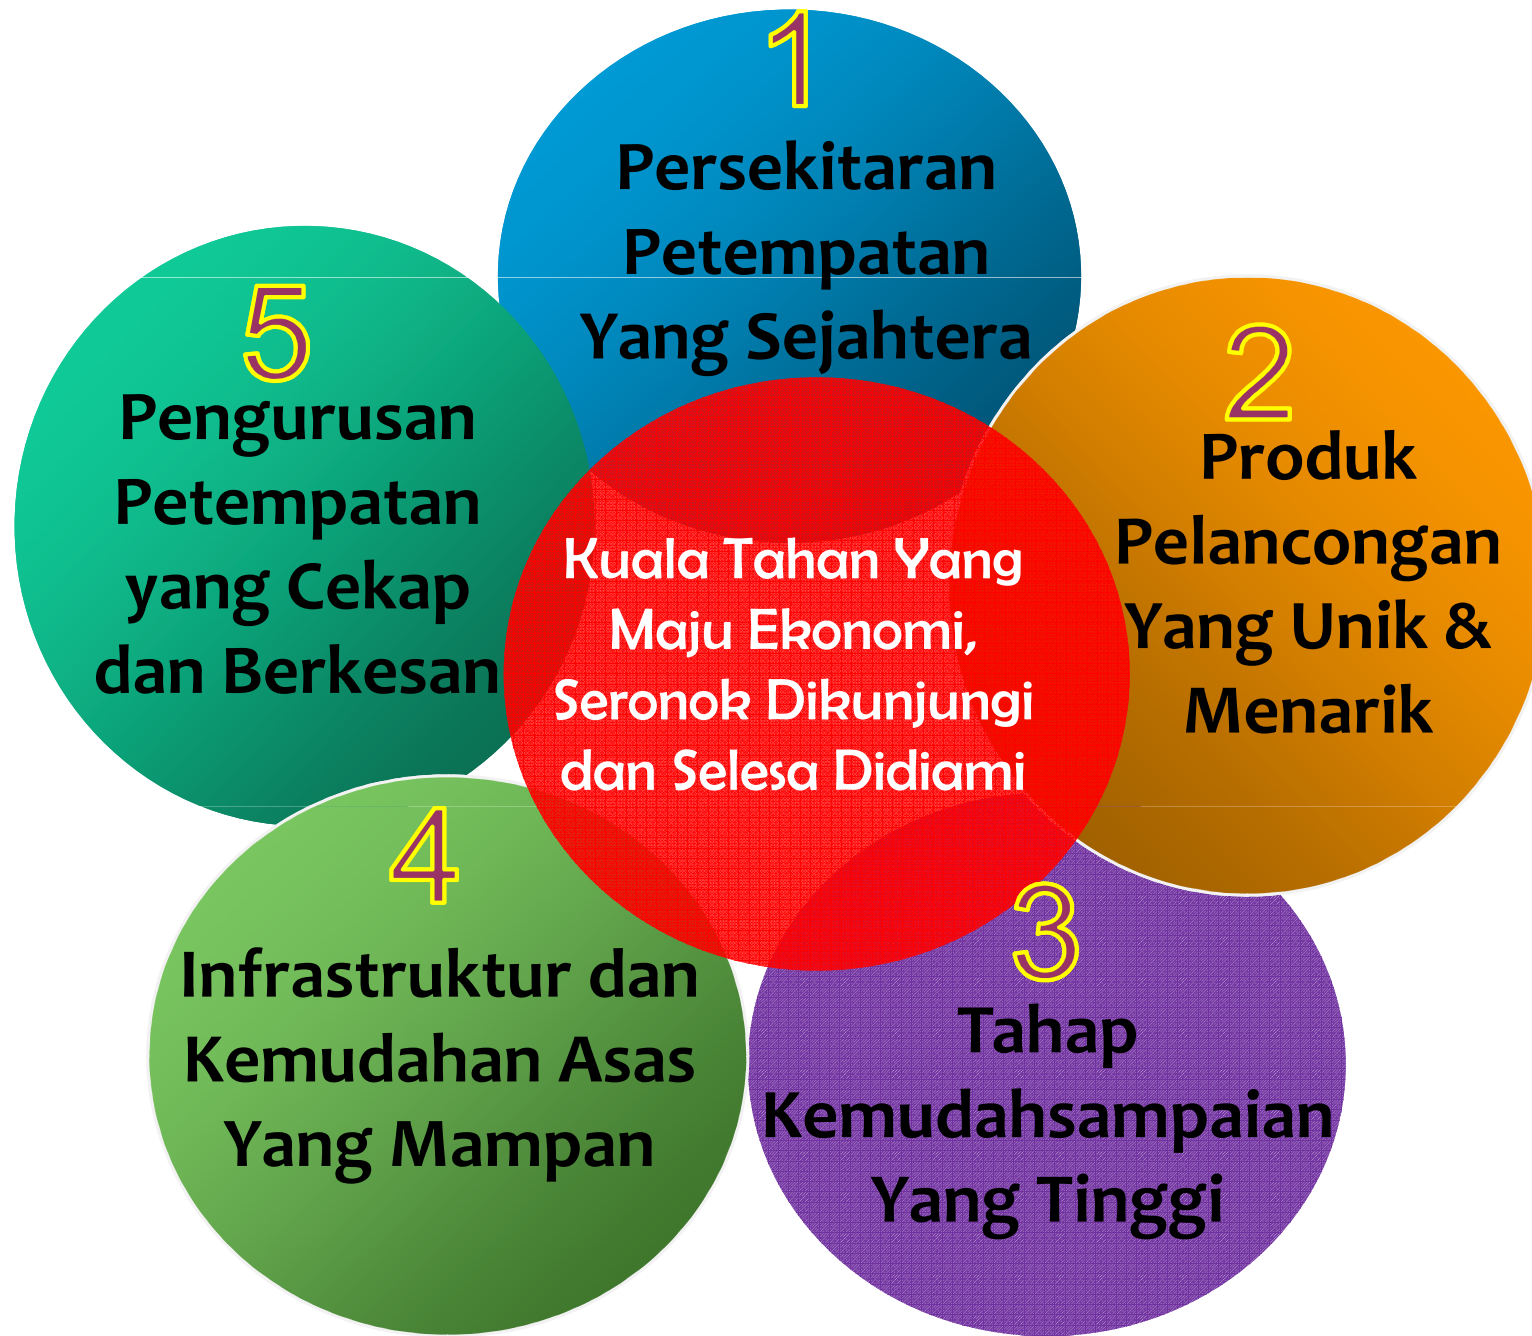 1
Persekitaran
Petempatan
Yang Sejahtera
2
Produk
Pelancongan
Yang Unik &
Menarik
3
Tahap
Kemudahsampaian
Yang Tinggi
4
Infrastruktur dan
Kemudahan Asas
Yang Mampan
5
Pengurusan
Petempatan
yang Cekap
dan Berkesan
Kuala Tahan Yang
Maju Ekonomi,
Seronok Dikunjungi
dan Selesa Didiami